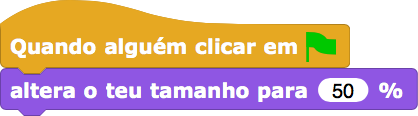 Quando alguém clicar em
altera o teu tamanho para 50 %